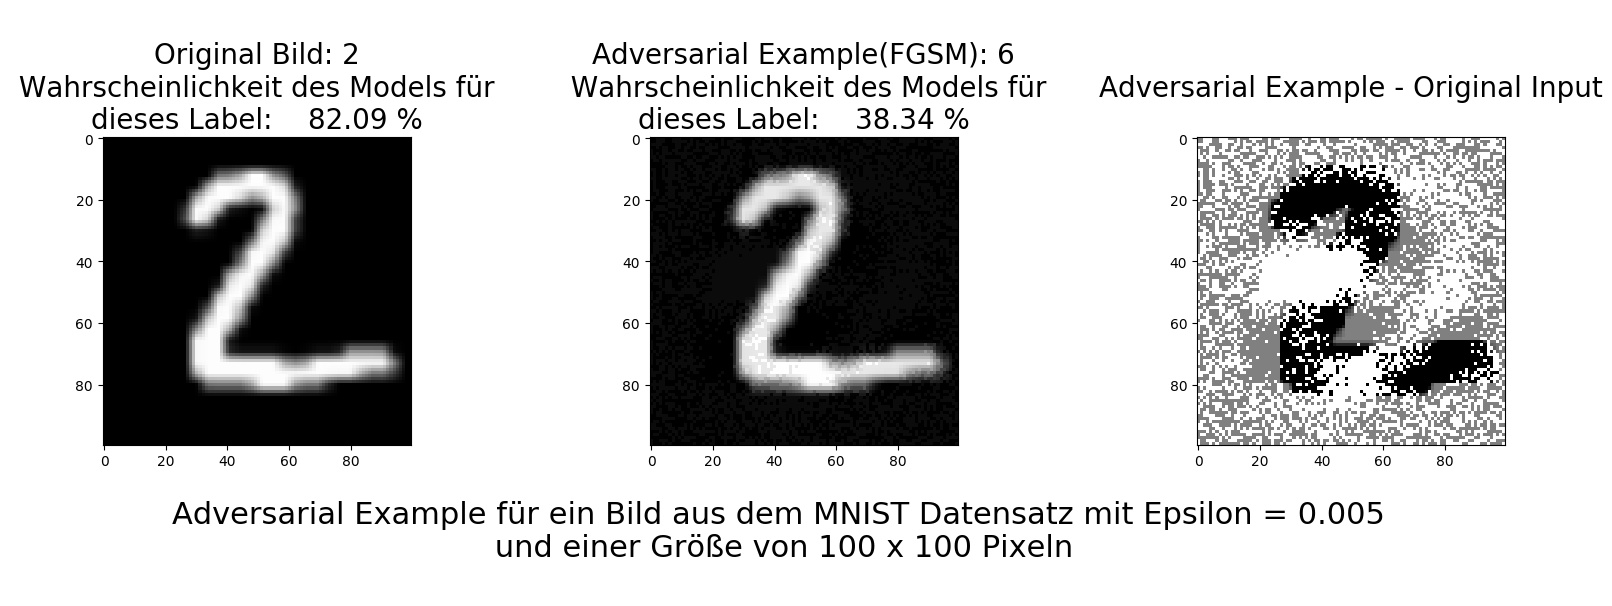 Original Bild: 2
Wahrscheinlichkeit des Models für
dieses Label: 82.09 %
0
20
40
60
80
0 20 40 60 80
Adversarial Example(FGSM): 6
Wahrscheinlichkeit des Models für
dieses Label: 38.34 %
0
20
40
60
80
0 20 40 60 80
Adversarial Example - Original Input
0
20
40
60
80
0 20 40 60 80
Adversarial Example für ein Bild aus dem MNIST Datensatz mit Epsilon = 0.005
und einer Größe von 100 x 100 Pixeln